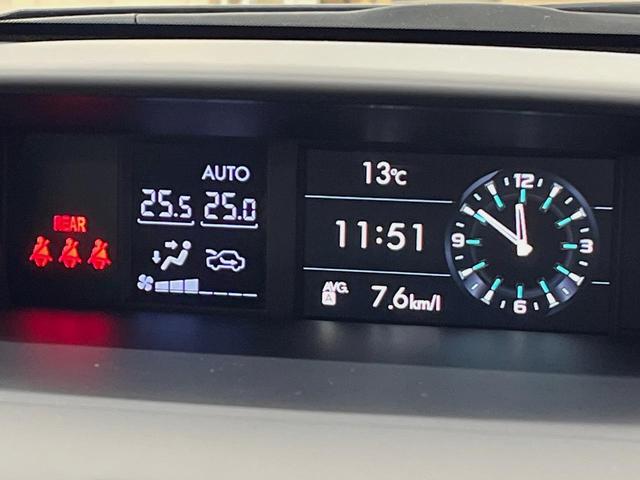 REAR
AUTO
25.5 25.0
13°C
11:51
AVG.
A
7.6km/l
12
3
6
9